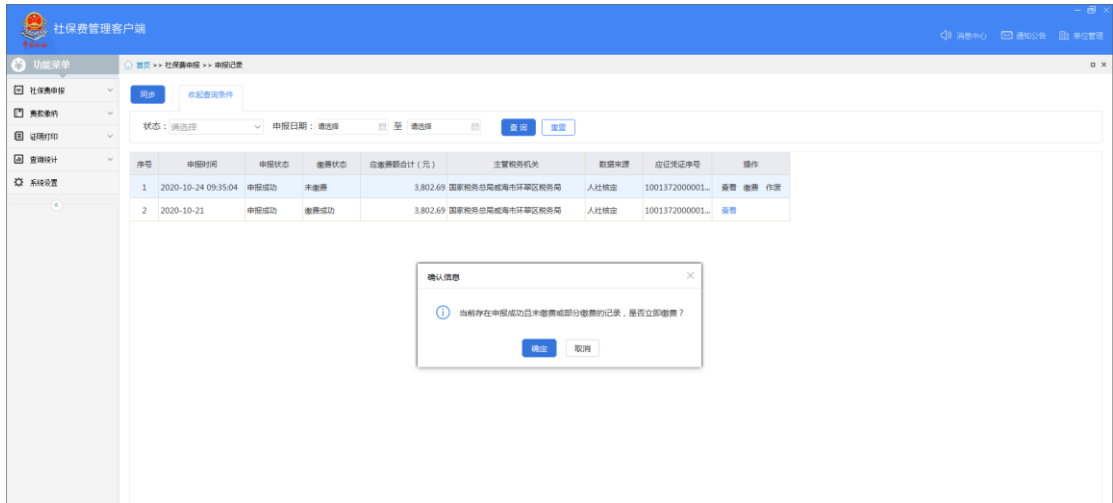 社保费管理客户端
消息中心 通知公告 单位管理
功能菜单
首页 >> 社保费申报 >> 申报记录
社保费申报
费款缴纳
证明打印
查询统计
系统设置
同步 收起查询条件
状态：请选择 申报日期：请选择 至 请选择 查询 重置
序号 申报时间 申报状态 缴费状态 应缴费额合计（元） 主管税务机关 数据来源 应征凭证序号 操作
1 2020-10-24 09:35:04 申报成功 未缴费 3,802.69 国家税务总局威海市环翠区税务局 人社核定 1001372000001... 查看 缴费 作废
2 2020-10-21 申报成功 缴费成功 3,802.69 国家税务总局威海市环翠区税务局 人社核定 1001372000001... 查看
确认信息
当前存在申报成功且未缴费或部分缴费的记录，是否立即缴费？
确定 取消